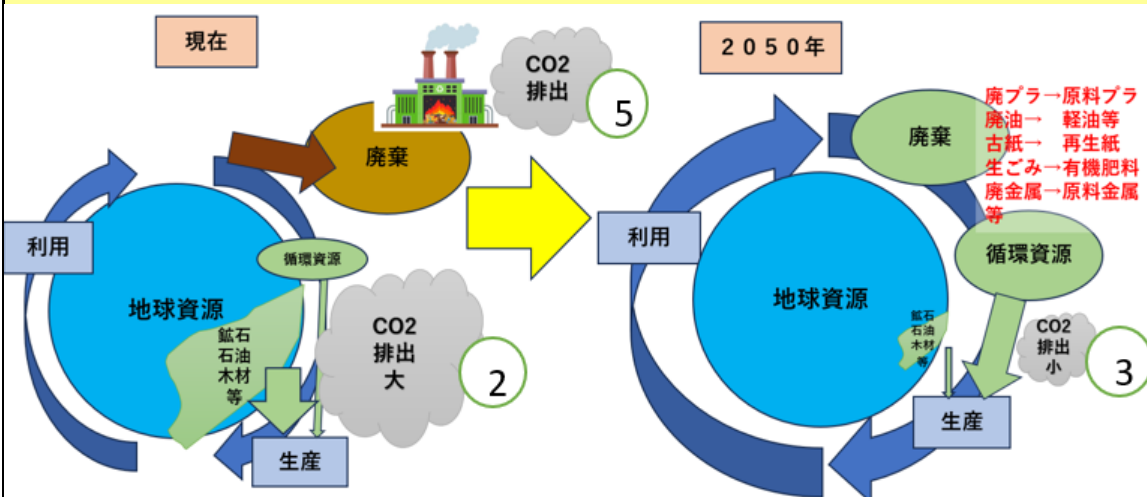 現在
CO2
排出
5
廃棄
利用
循環資源
地球資源
鉱石
石油
木材
等
CO2
排出
大
2
生産
２０５０年
廃棄
廃プラ→原料プラ
廃油→ 軽油等
古紙→ 再生紙
生ごみ→有機肥料
廃金属→原料金属
等
利用
循環資源
地球資源
鉱石
石油
木材
等
CO2
排出
小
3
生産